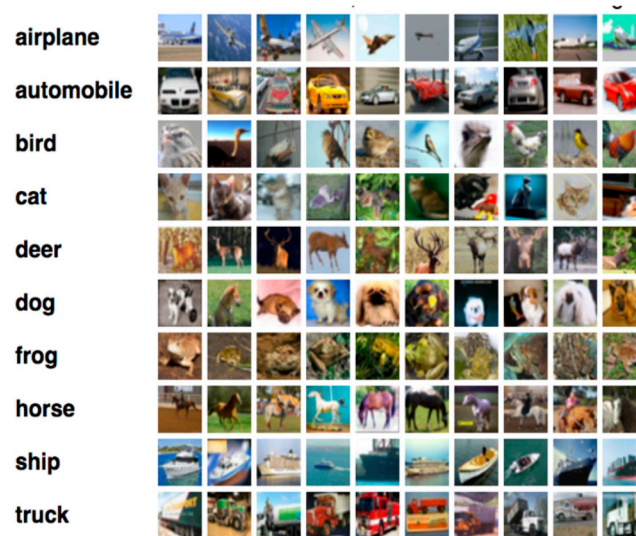 airplane
automobile
bird
cat
deer
dog
frog
horse
ship
truck